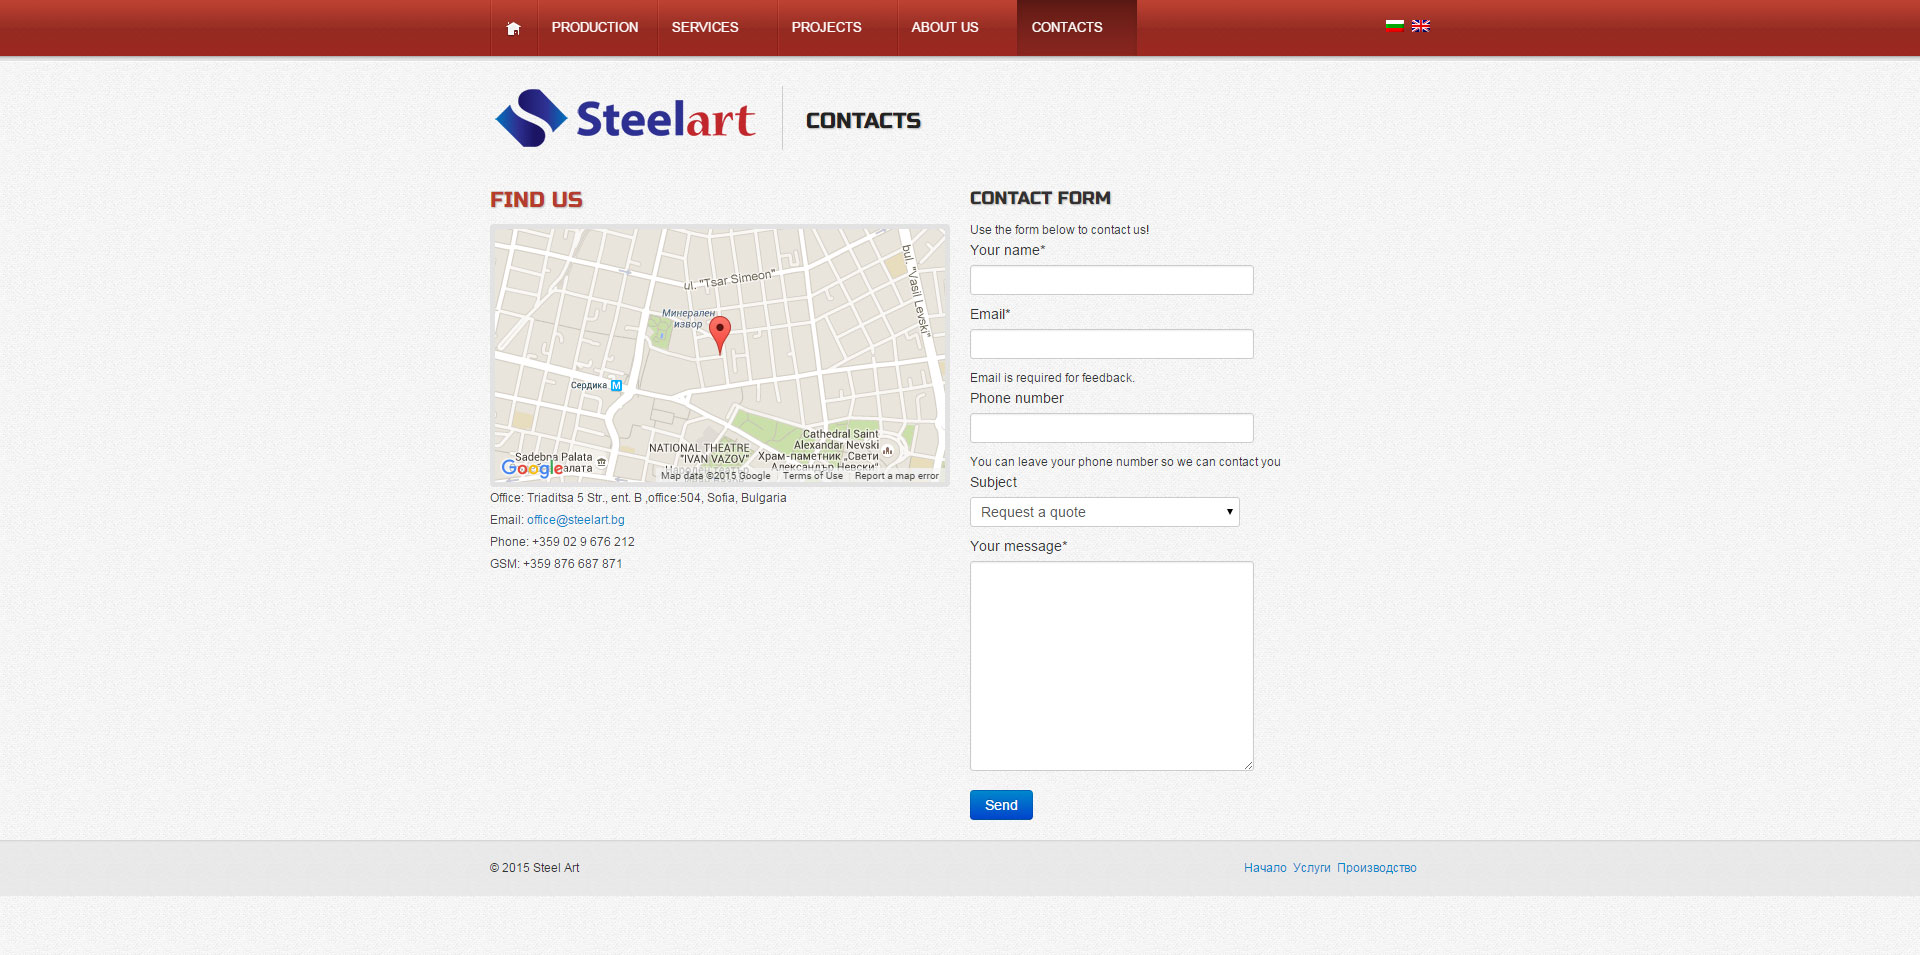 PRODUCTION
SERVICES
PROJECTS
ABOUT US
CONTACTS
Steelart
CONTACTS
FIND US
ul. "Tsar Simeon"
bul. "Vasil Levski"
Минерален
извор
Сердика M
NATIONAL THEATRE
"IVAN VAZOV"
Cathedral Saint
Alexandar Nevski
Храм-паметник „Свети
Александър Невски"
Sadebna Palata
Google
Map data ©2015 Google
Terms of Use
Report a map error
Office: Triaditsa 5 Str., ent. B ,office:504, Sofia, Bulgaria
Email: office@steelart.bg
Phone: +359 02 9 676 212
GSM: +359 876 687 871
CONTACT FORM
Use the form below to contact us!
Your name*
Email*
Email is required for feedback.
Phone number
You can leave your phone number so we can contact you
Subject
Request a quote
Your message*
Send
© 2015 Steel Art
Начало Услуги Производство